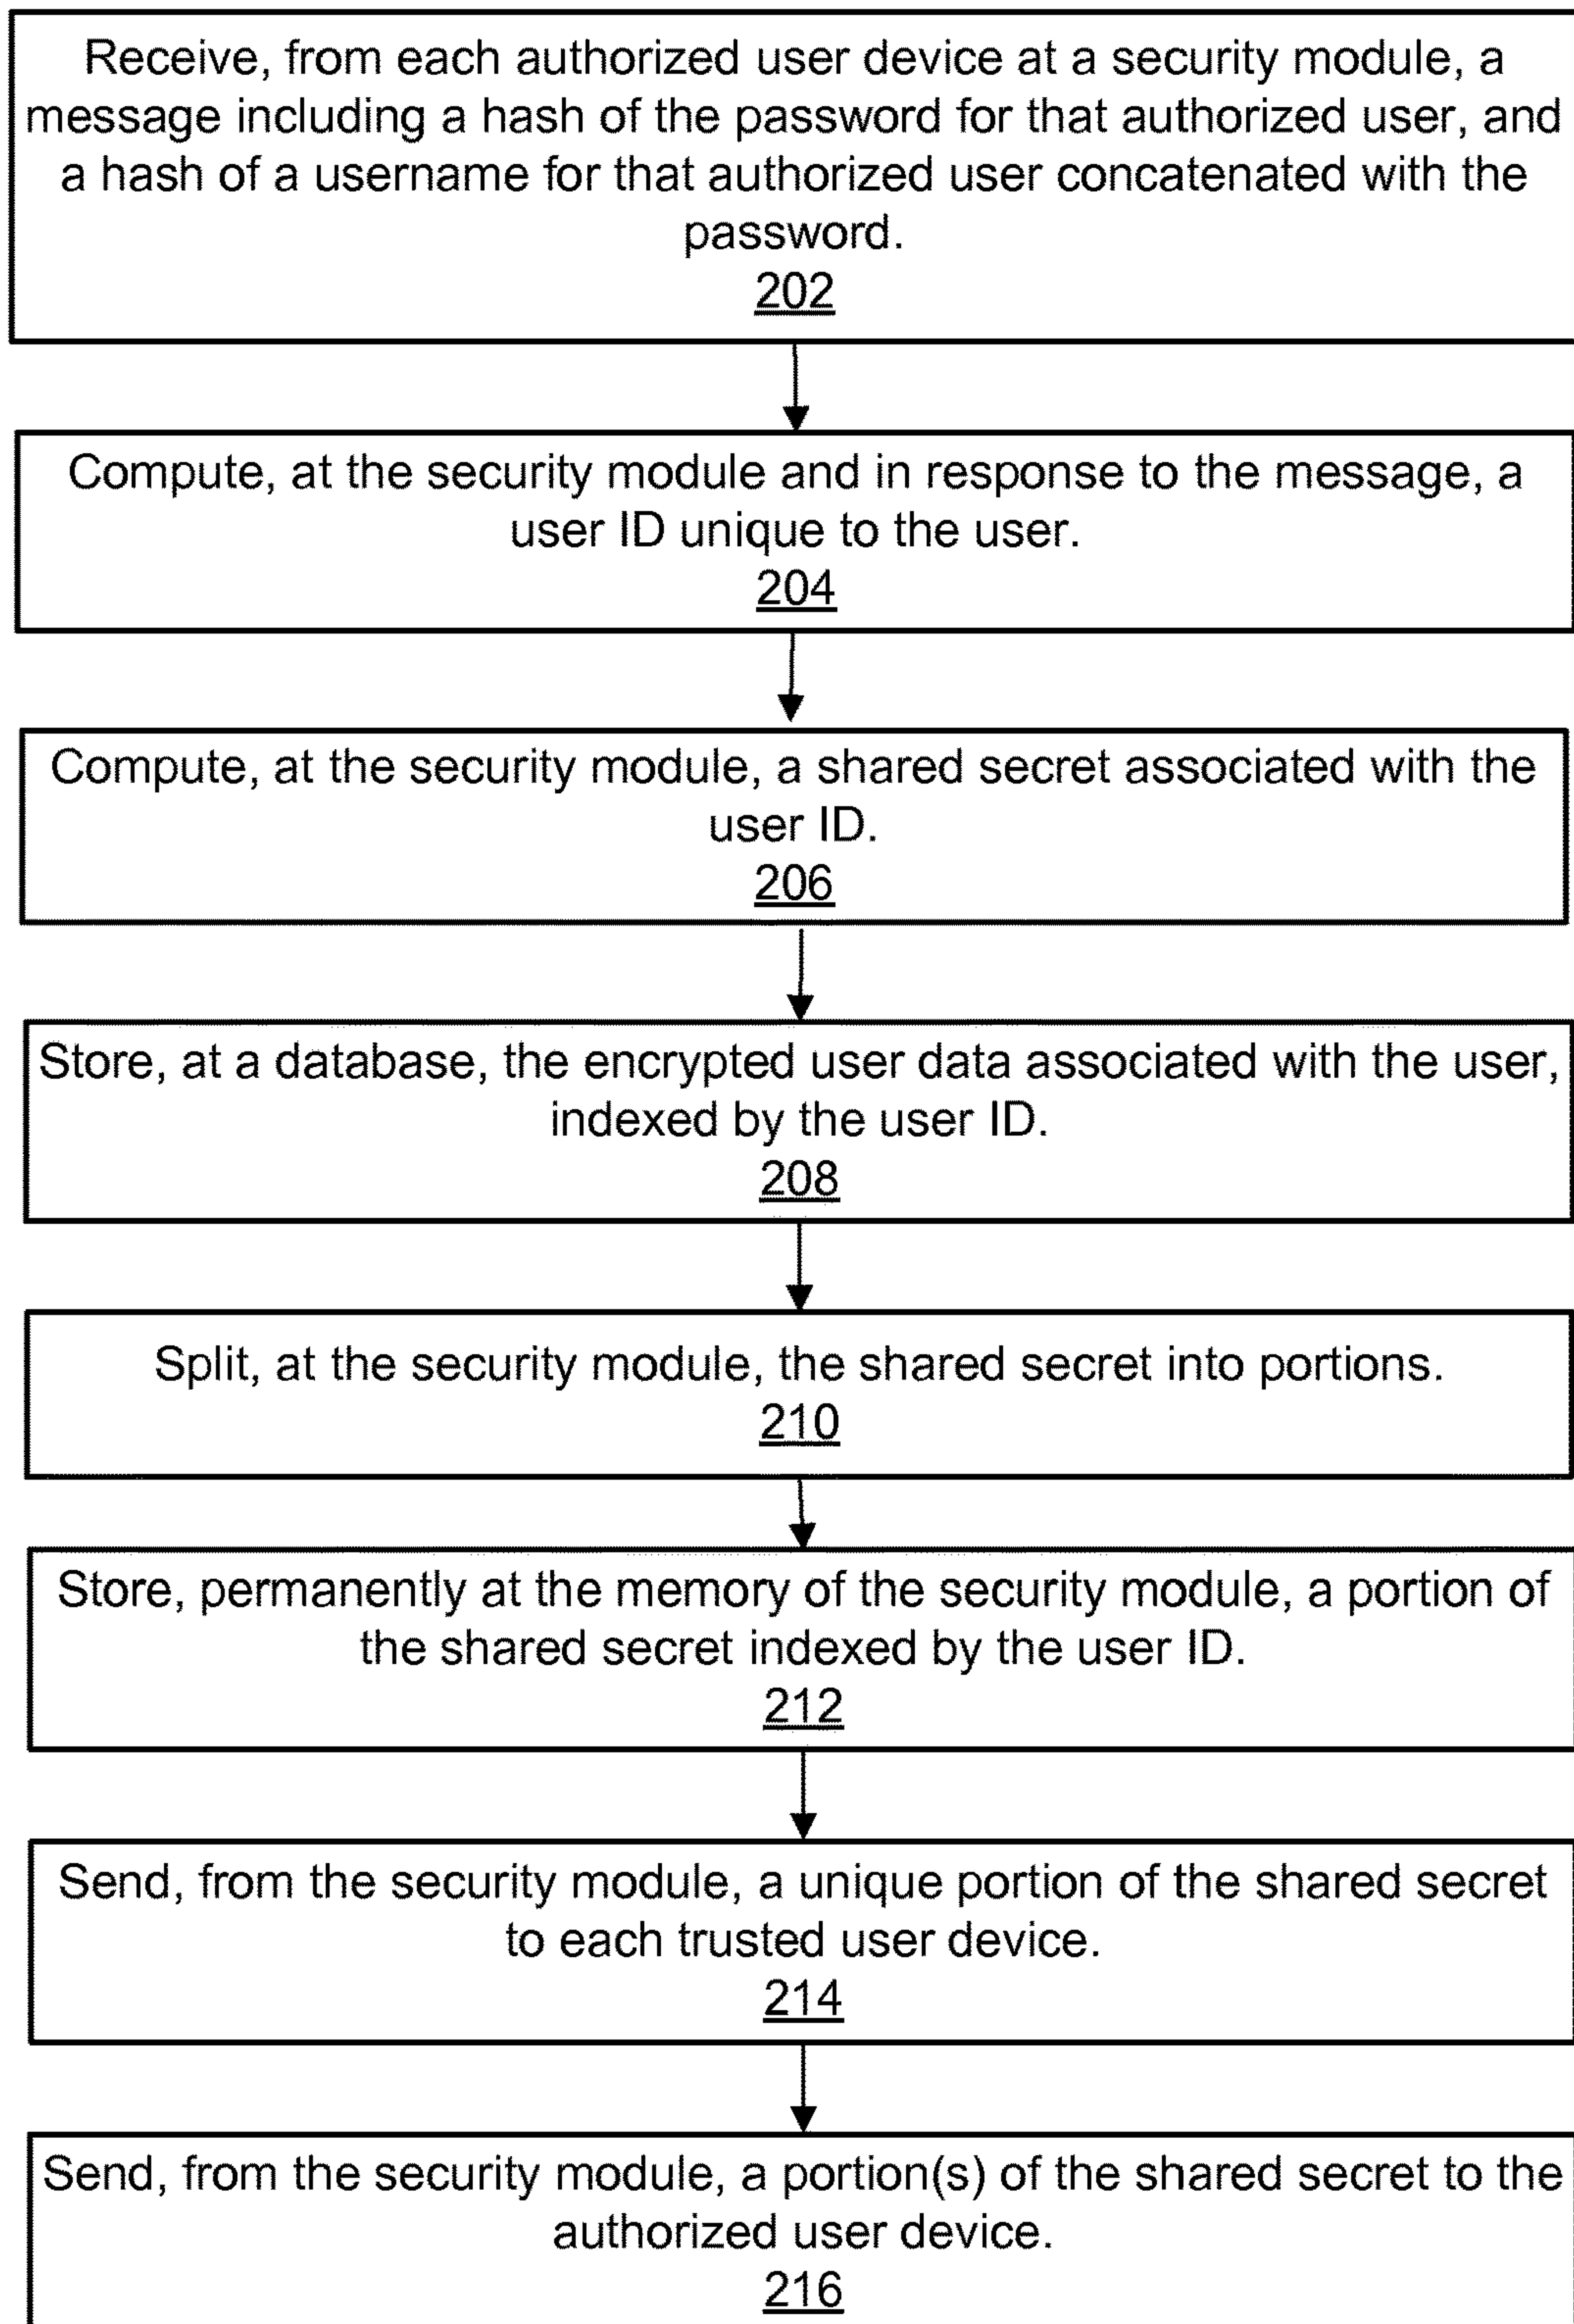 Receive, from each authorized user device at a security module, a
message including a hash of the password for that authorized user, and
a hash of a username for that authorized user concatenated with the
password.
202
Compute, at the security module and in response to the message, a
user ID unique to the user.
204
Compute, at the security module, a shared secret associated with the
user ID.
206
Store, at a database, the encrypted user data associated with the user,
indexed by the user ID.
208
Split, at the security module, the shared secret into portions.
210
Store, permanently at the memory of the security module, a portion of
the shared secret indexed by the user ID.
212
Send, from the security module, a unique portion of the shared secret
to each trusted user device.
214
Send, from the security module, a portion(s) of the shared secret to the
authorized user device.
216